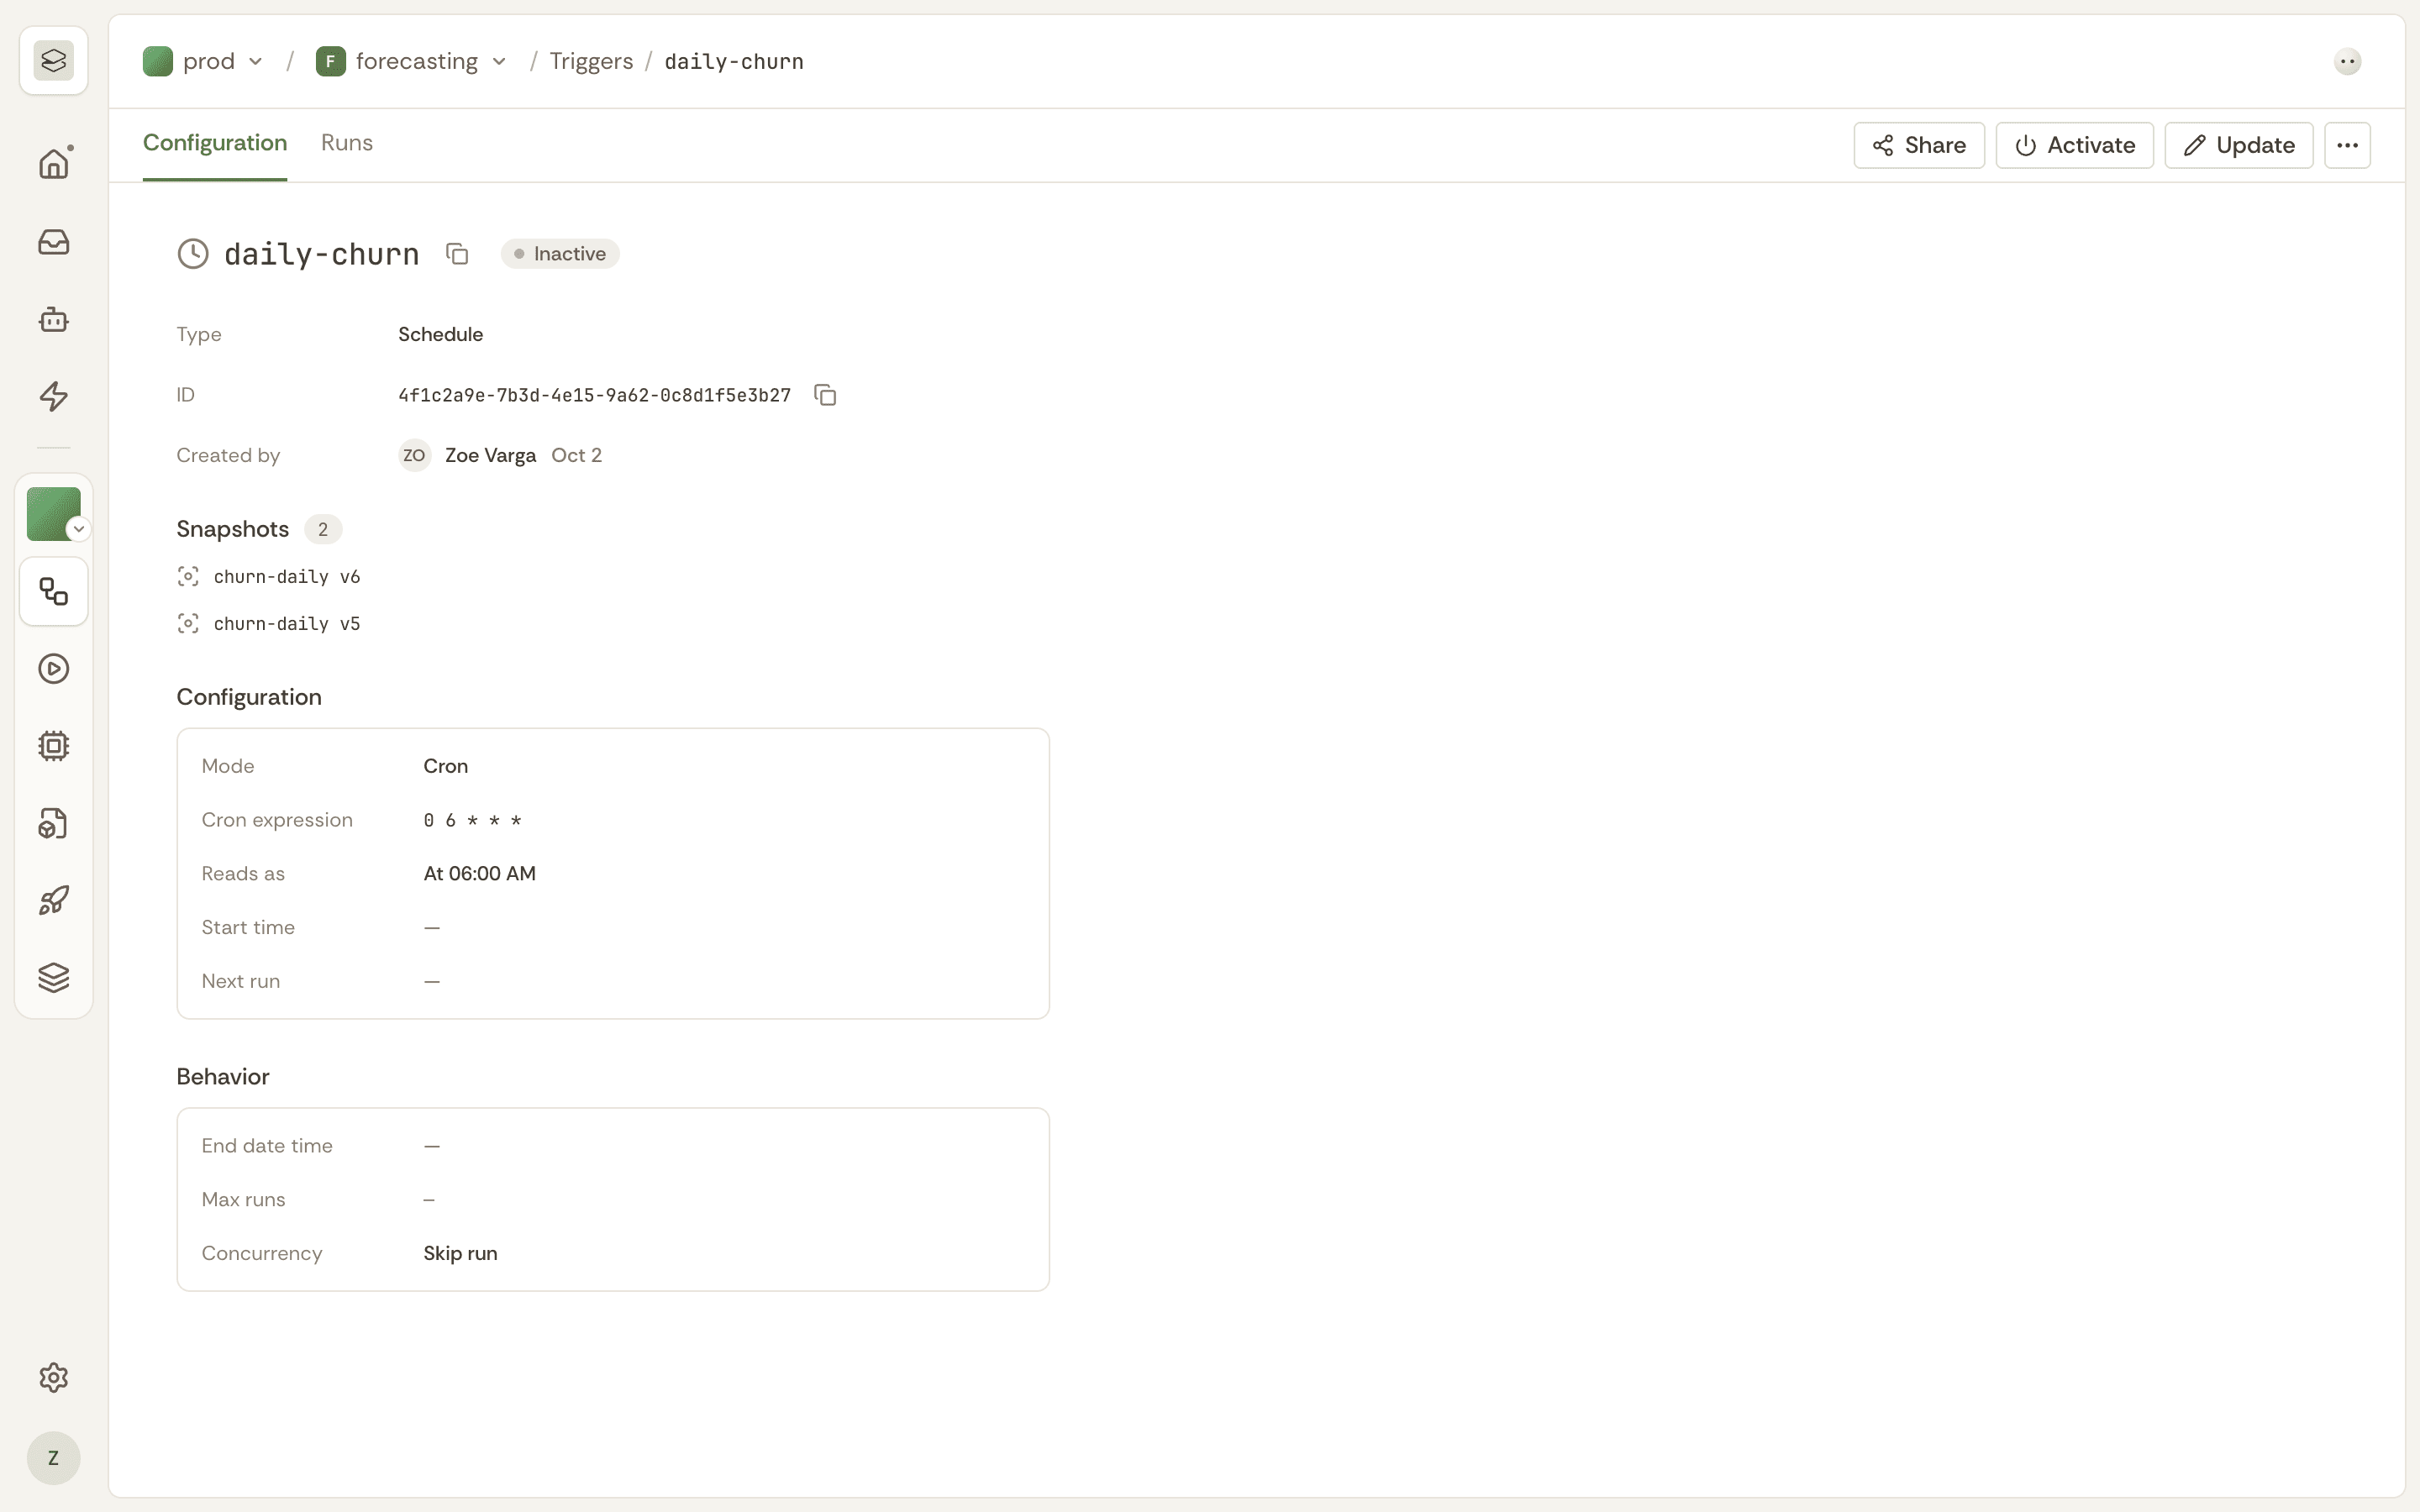 prod / F forecasting / Triggers / daily-churn
Configuration Runs Share Activate Update
daily-churn Inactive
Type Schedule
ID 4f1c2a9e-7b3d-4e15-9a62-0c8d1f5e3b27
Created by ZO Zoe Varga Oct 2
Snapshots 2
churn-daily v6
churn-daily v5
Configuration
Mode Cron
Cron expression 0 6 * * *
Reads as At 06:00 AM
Start time —
Next run —
Behavior
End date time —
Max runs –
Concurrency Skip run
Z